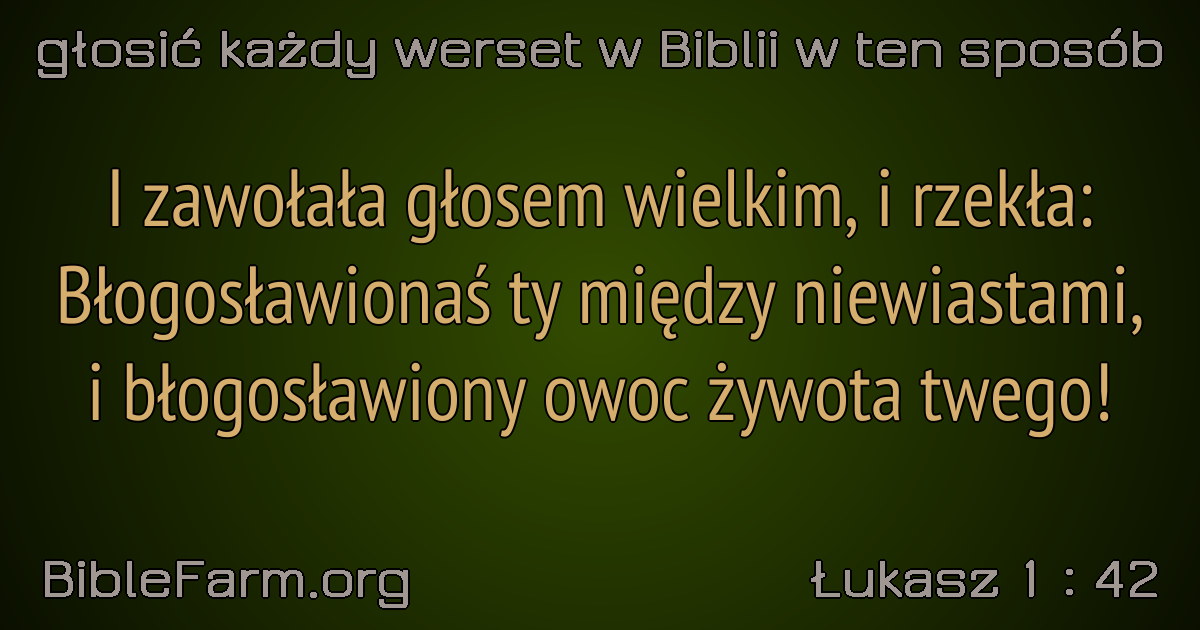 głosić każdy werset w Biblii w ten sposób
I zawołała głosem wielkim, i rzekła:
Błogosławionaś ty między niewiastami,
i błogosławiony owoc żywota twego!
BibleFarm.org
Łukasz 1 : 42